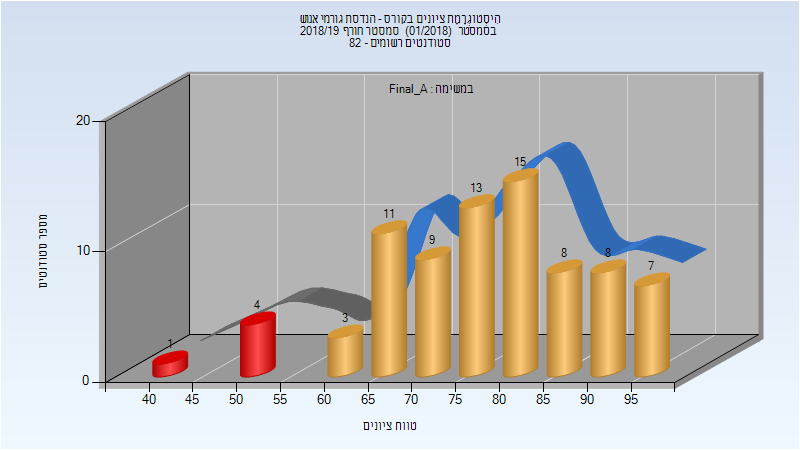 היסטוגרמת ציונים בקורס - הנדסת גורמי אנוש
בסמסטר (01/2018) סמסטר חורף 2018/19
סטודנטים רשומים - 82
במשימה : Final_A
20
10
0
מספר סטודנטים
1
4
3
11
9
13
15
8
8
7
40 45 50 55 60 65 70 75 80 85 90 95
טווח ציונים